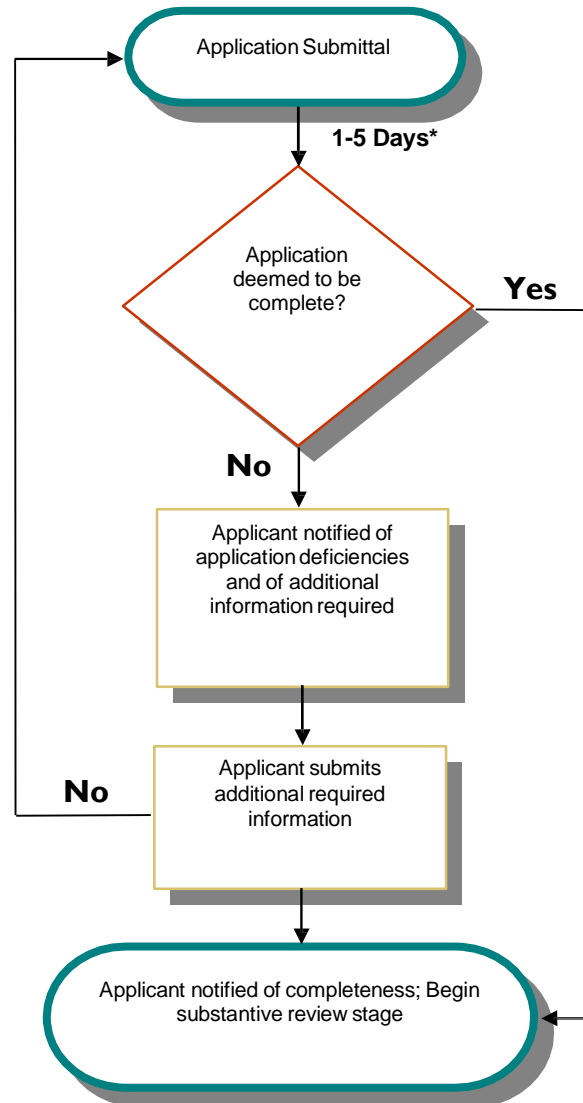 Application Submittal
1-5 Days*
Application
deemed to be
complete?
Yes
No
Applicant notified of
application deficiencies
and of additional
information required
Applicant submits
additional required
information
No
Applicant notified of completeness; Begin
substantive review stage